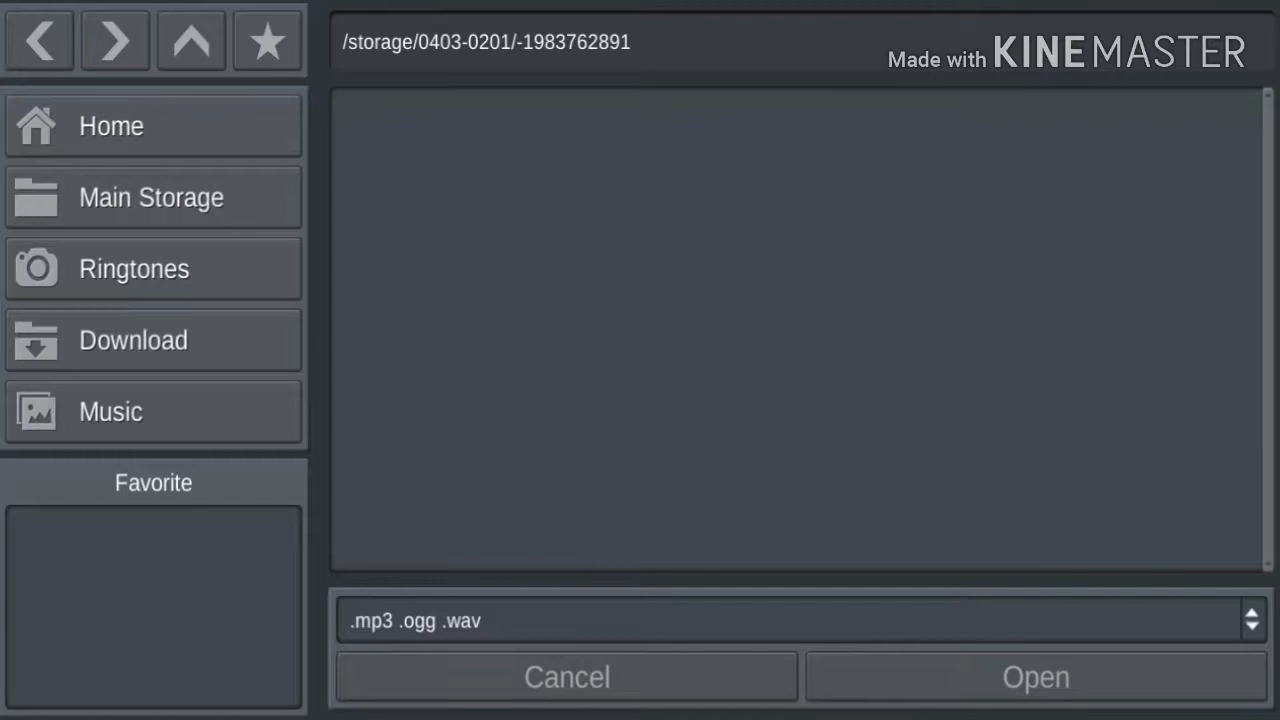 /storage/0403-0201/-1983762891
Made with KINEMASTER
Home
Main Storage
Ringtones
Download
Music
Favorite
.mp3 .ogg .wav
Cancel
Open